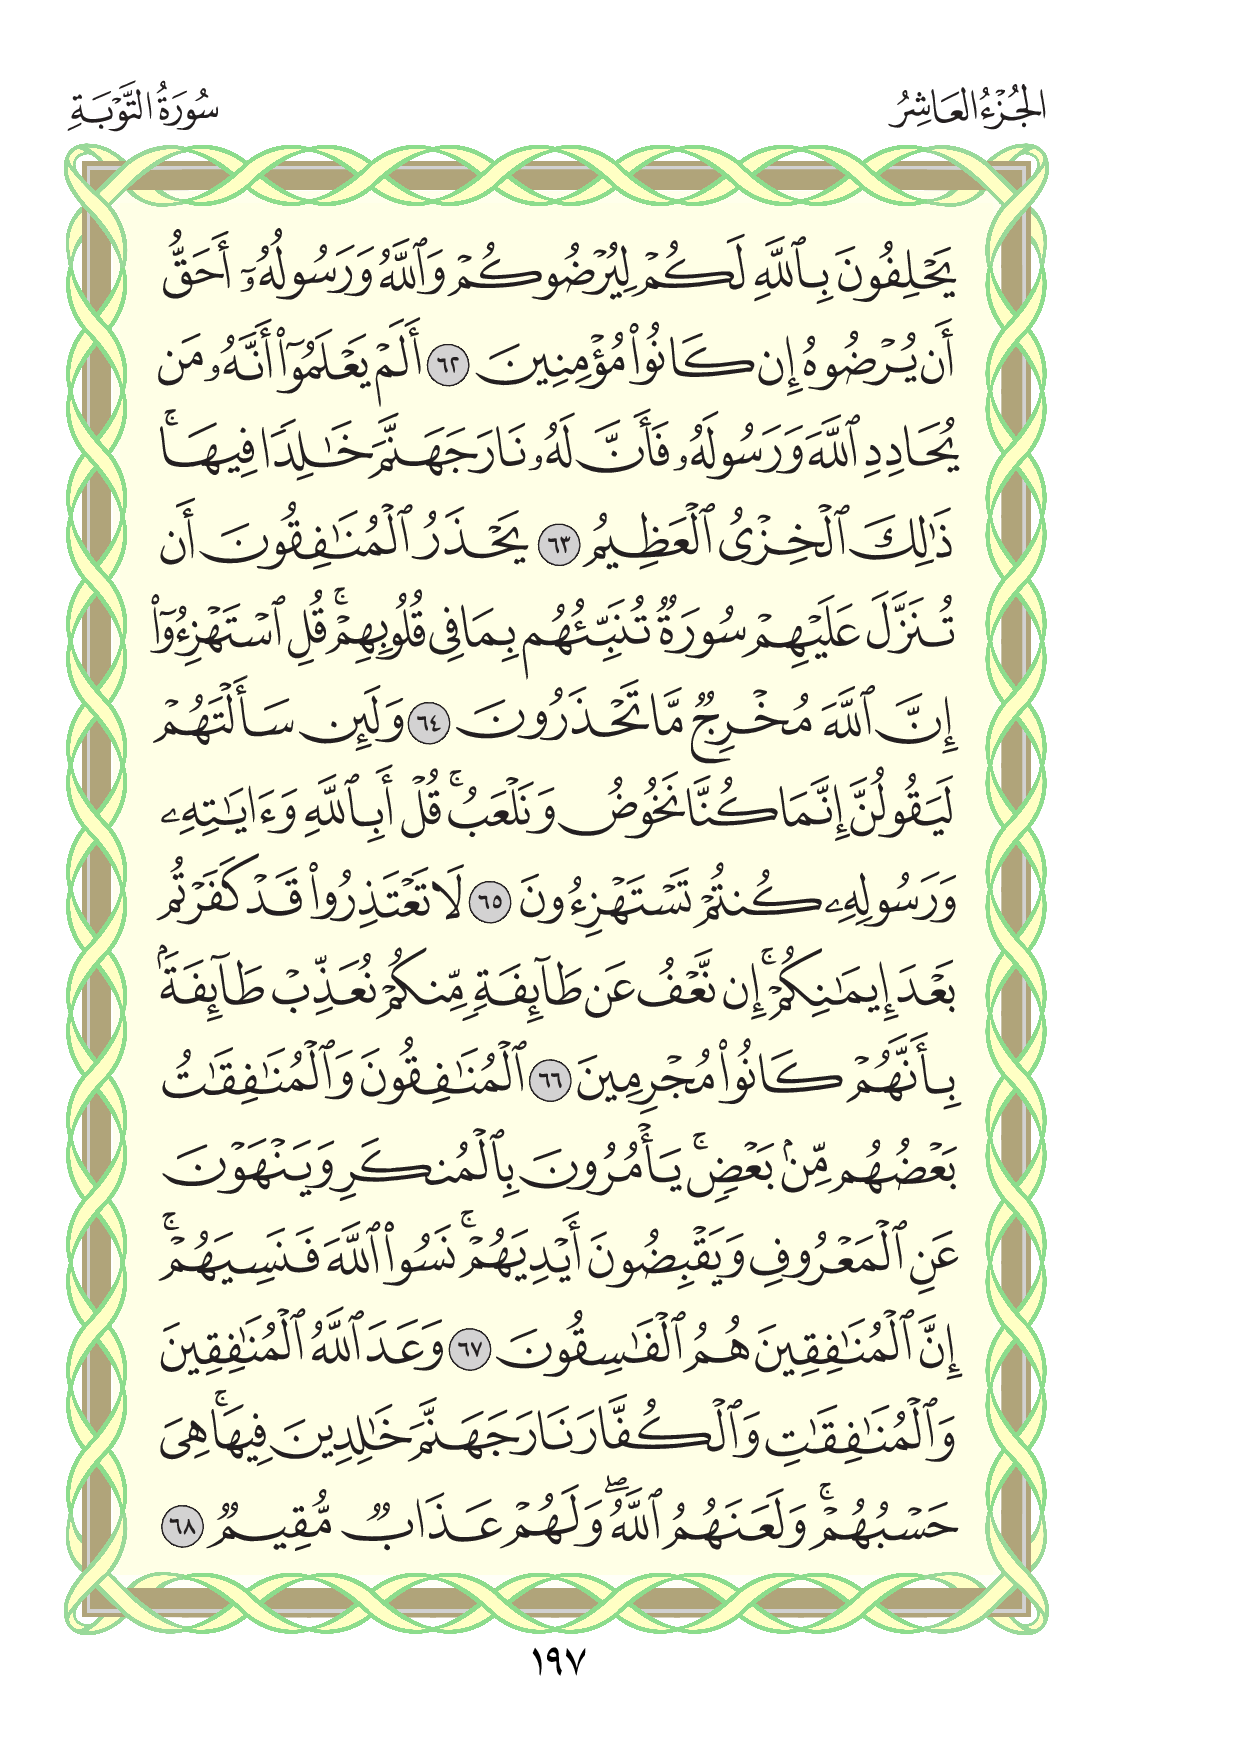 الجُزْءُ العَاشِرُ
سُورَةُ التَّوْبَةِ
يَحۡلِفُونَ بِٱللَّهِ لَكُمۡ لِيُرۡضُوكُمۡ وَٱللَّهُ وَرَسُولُهُۥٓ أَحَقُّ
أَن يُرۡضُوهُ إِن كَانُواْ مُؤۡمِنِينَ ٦٢ أَلَمۡ يَعۡلَمُوٓاْ أَنَّهُۥ مَن
يُحَادِدِ ٱللَّهَ وَرَسُولَهُۥ فَأَنَّ لَهُۥ نَارَ جَهَنَّمَ خَٰلِدٗا فِيهَاۚ
ذَٰلِكَ ٱلۡخِزۡيُ ٱلۡعَظِيمُ ٦٣ يَحۡذَرُ ٱلۡمُنَٰفِقُونَ أَن
تُنَزَّلَ عَلَيۡهِمۡ سُورَةٞ تُنَبِّئُهُم بِمَا فِي قُلُوبِهِمۡۚ قُلِ ٱسۡتَهۡزِءُوٓاْ
إِنَّ ٱللَّهَ مُخۡرِجٞ مَّا تَحۡذَرُونَ ٦٤ وَلَئِن سَأَلۡتَهُمۡ
لَيَقُولُنَّ إِنَّمَا كُنَّا نَخُوضُ وَنَلۡعَبُۚ قُلۡ أَبِٱللَّهِ وَءَايَٰتِهِۦ
وَرَسُولِهِۦ كُنتُمۡ تَسۡتَهۡزِءُونَ ٦٥ لَا تَعۡتَذِرُواْ قَدۡ كَفَرۡتُم
بَعۡدَ إِيمَٰنِكُمۡۚ إِن نَّعۡفُ عَن طَآئِفَةٖ مِّنكُمۡ نُعَذِّبۡ طَآئِفَةَۢ
بِأَنَّهُمۡ كَانُواْ مُجۡرِمِينَ ٦٦ ٱلۡمُنَٰفِقُونَ وَٱلۡمُنَٰفِقَٰتُ
بَعۡضُهُم مِّنۢ بَعۡضٖۚ يَأۡمُرُونَ بِٱلۡمُنكَرِ وَيَنۡهَوۡنَ
عَنِ ٱلۡمَعۡرُوفِ وَيَقۡبِضُونَ أَيۡدِيَهُمۡۚ نَسُواْ ٱللَّهَ فَنَسِيَهُمۡۚ
إِنَّ ٱلۡمُنَٰفِقِينَ هُمُ ٱلۡفَٰسِقُونَ ٦٧ وَعَدَ ٱللَّهُ ٱلۡمُنَٰفِقِينَ
وَٱلۡمُنَٰفِقَٰتِ وَٱلۡكُفَّارَ نَارَ جَهَنَّمَ خَٰلِدِينَ فِيهَاۚ هِيَ
حَسۡبُهُمۡۚ وَلَعَنَهُمُ ٱللَّهُۖ وَلَهُمۡ عَذَابٞ مُّقِيمٞ ٦٨
١٩٧